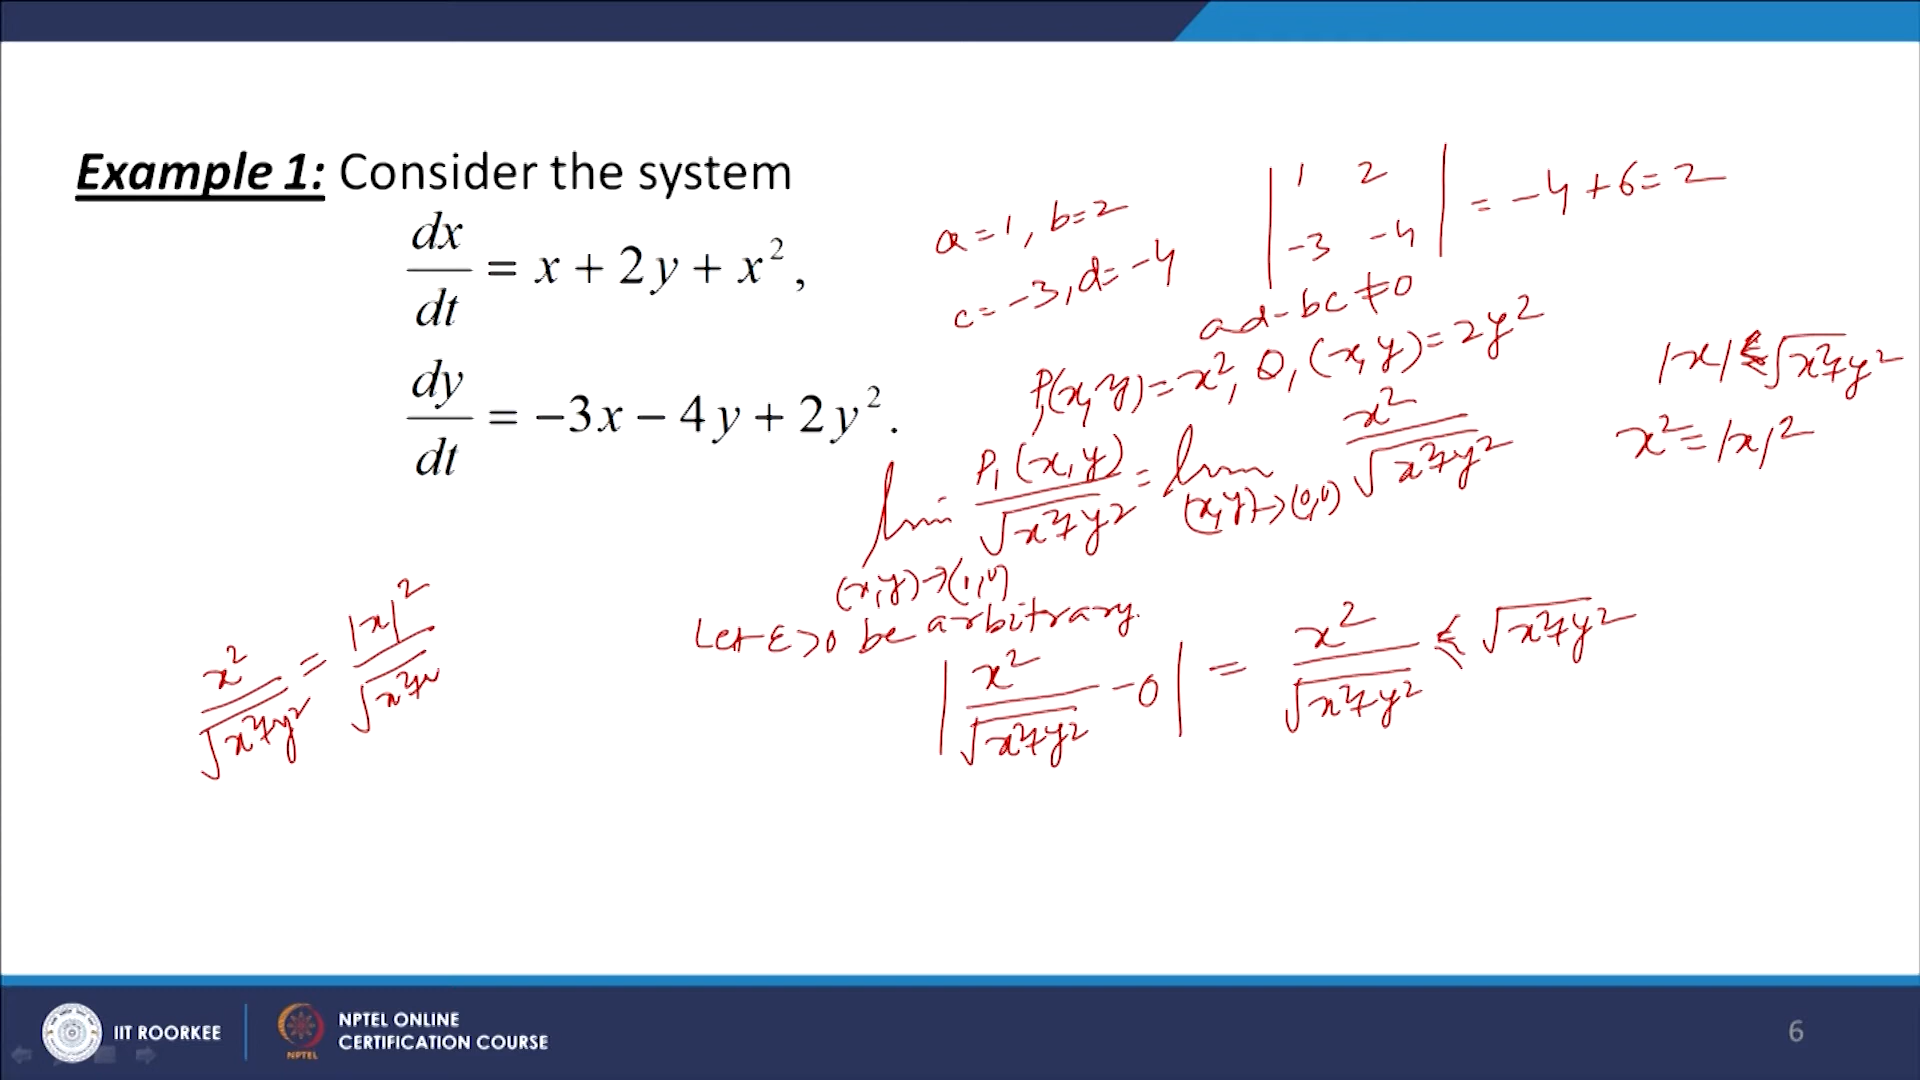 Example 1: Consider the system
dx/dt = x + 2y + x²,
dy/dt = −3x − 4y + 2y².
a=1, b=2
c=-3, d=-4
|1 2; -3 -4| = -4+6=2
ad-bc≠0
P₁(x,y)=x², Q₁(x,y)=2y²
|x| ≤ √x²+y²
x²=|x|²
lim (x,y)→(0,0) P₁(x,y)/√x²+y² = lim (x,y)→(0,0) x²/√x²+y²
Let ε>0 be arbitrary.
|x²/√x²+y² -0| = x²/√x²+y² ≤ √x²+y²
x²/√x²+y² = |x|²/√x²+
IIT ROORKEE
NPTEL
NPTEL ONLINE
CERTIFICATION COURSE
6